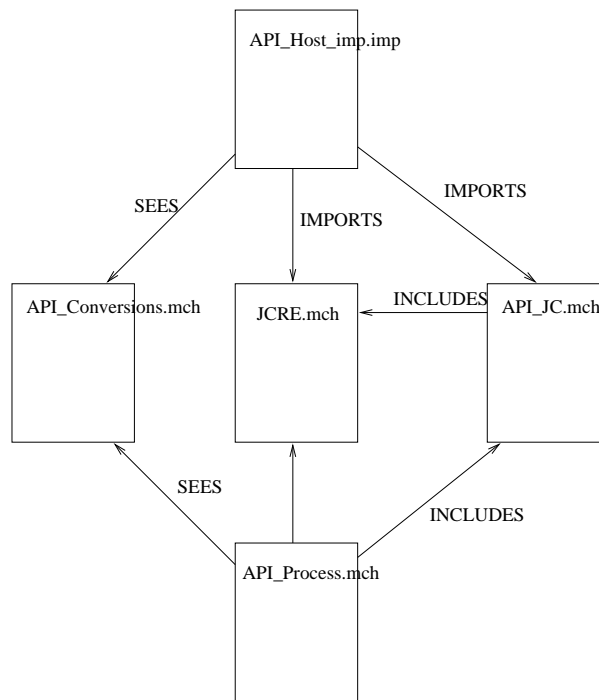 API_Host_imp.imp
SEES
IMPORTS
IMPORTS
API_Conversions.mch
JCRE.mch
INCLUDES
API_JC.mch
SEES
INCLUDES
API_Process.mch